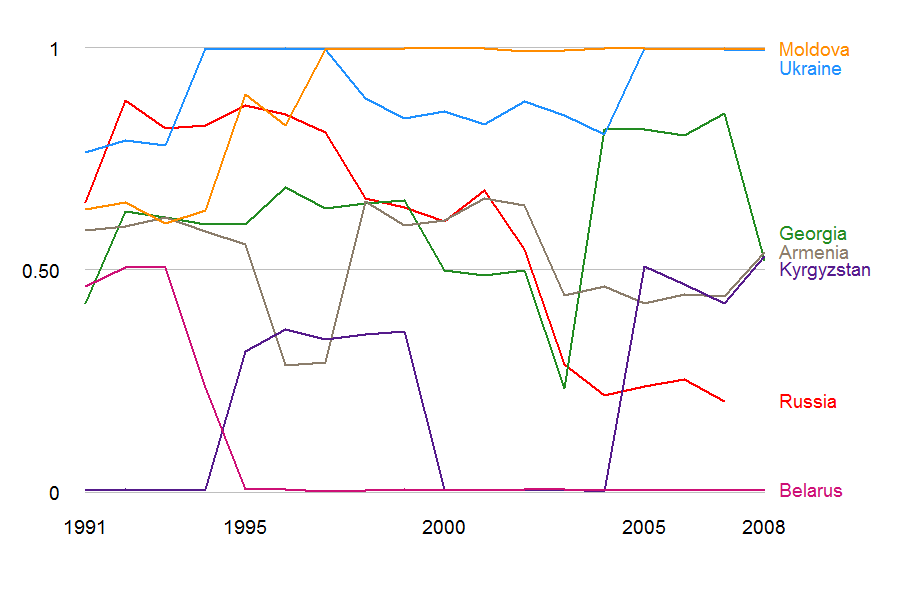 1
Moldova
Ukraine
Georgia
Armenia
0.50
Kyrgyzstan
Russia
0
Belarus
1991
1995
2000
2005
2008